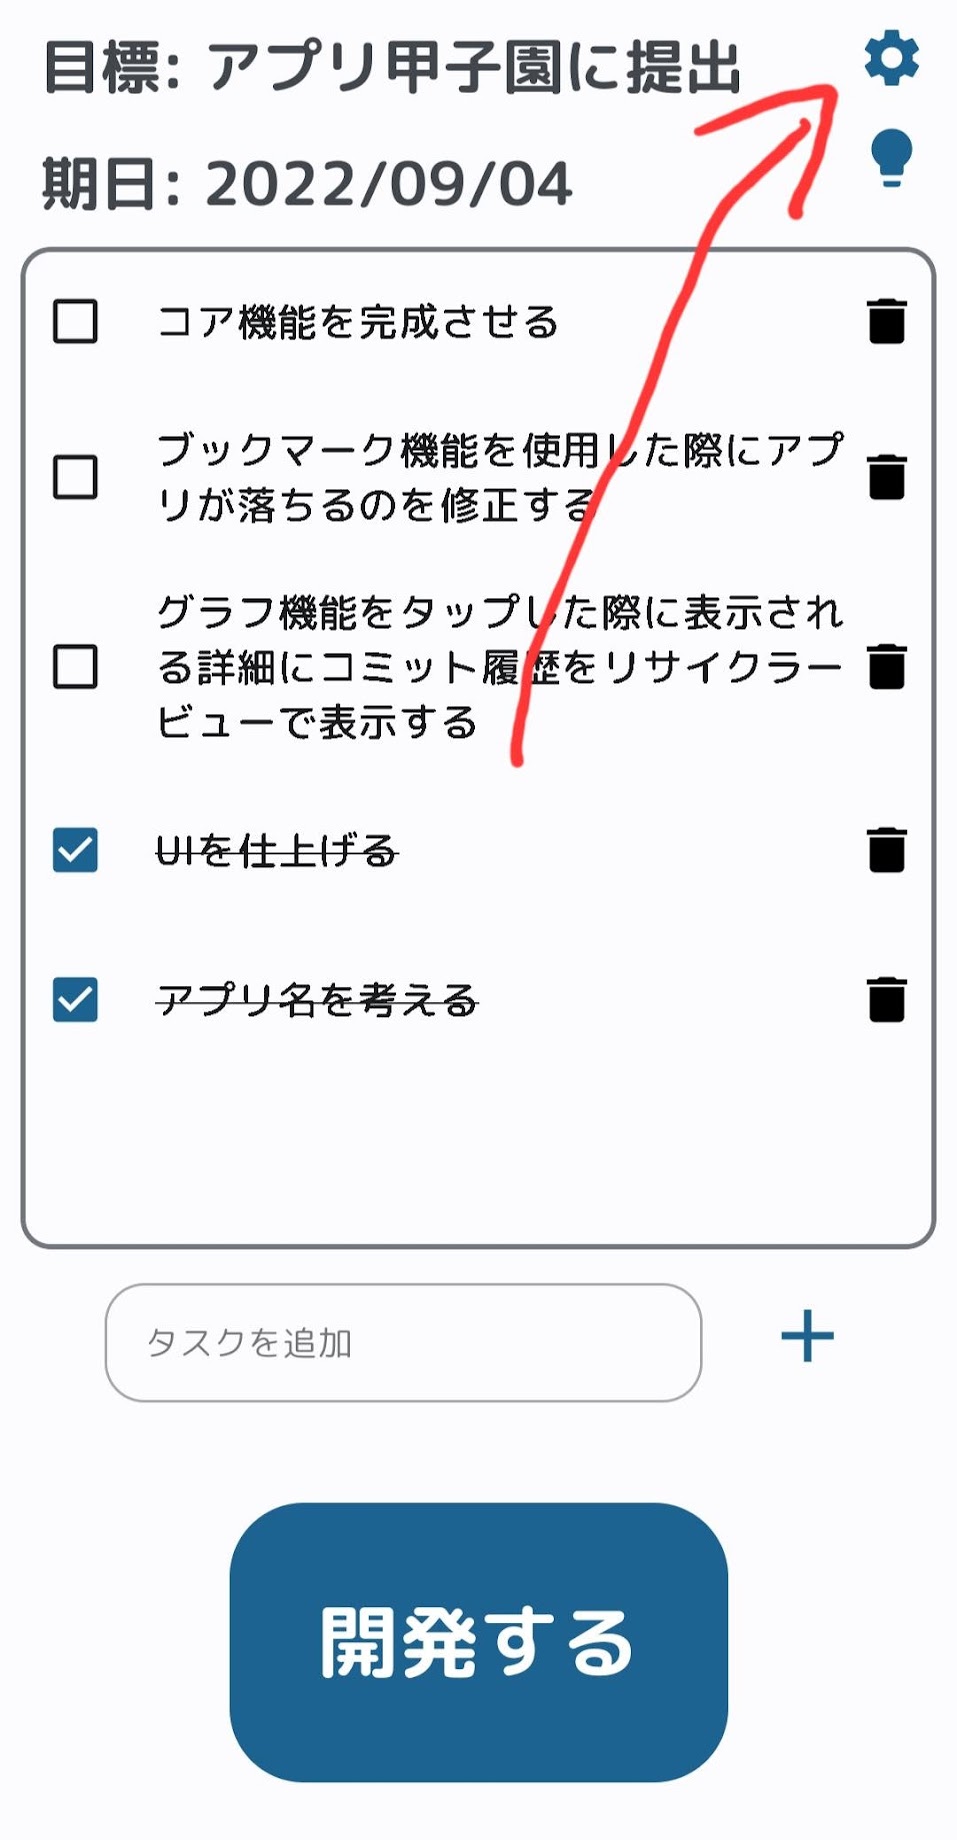 目標: アプリ甲子園に提出
期日: 2022/09/04
コア機能を完成させる
ブックマーク機能を使用した際にアプ
リが落ちるのを修正する
グラフ機能をタップした際に表示され
る詳細にコミット履歴をリサイクラー
ビューで表示する
UIを仕上げる
アプリ名を考える
タスクを追加
開発する